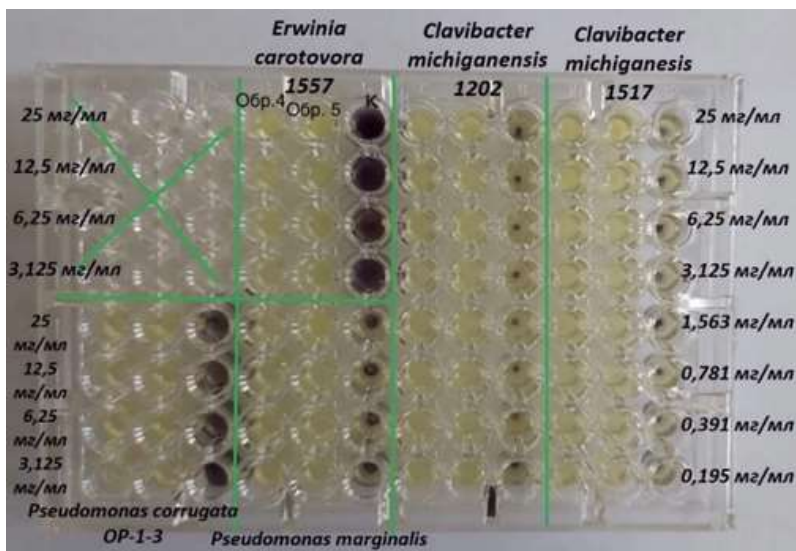 Erwinia
carotovora
1557
Clavibacter
michiganensis
1202
Clavibacter
michiganesis
1517
Обр.4 Обр. 5 К
25 мг/мл
12,5 мг/мл
6,25 мг/мл
3,125 мг/мл
25
мг/мл
12,5
мг/мл
6,25
мг/мл
3,125
мг/мл
25 мг/мл
12,5 мг/мл
6,25 мг/мл
3,125 мг/мл
1,563 мг/мл
0,781 мг/мл
0,391 мг/мл
0,195 мг/мл
Pseudomonas corrugata
OP-1-3
Pseudomonas marginalis